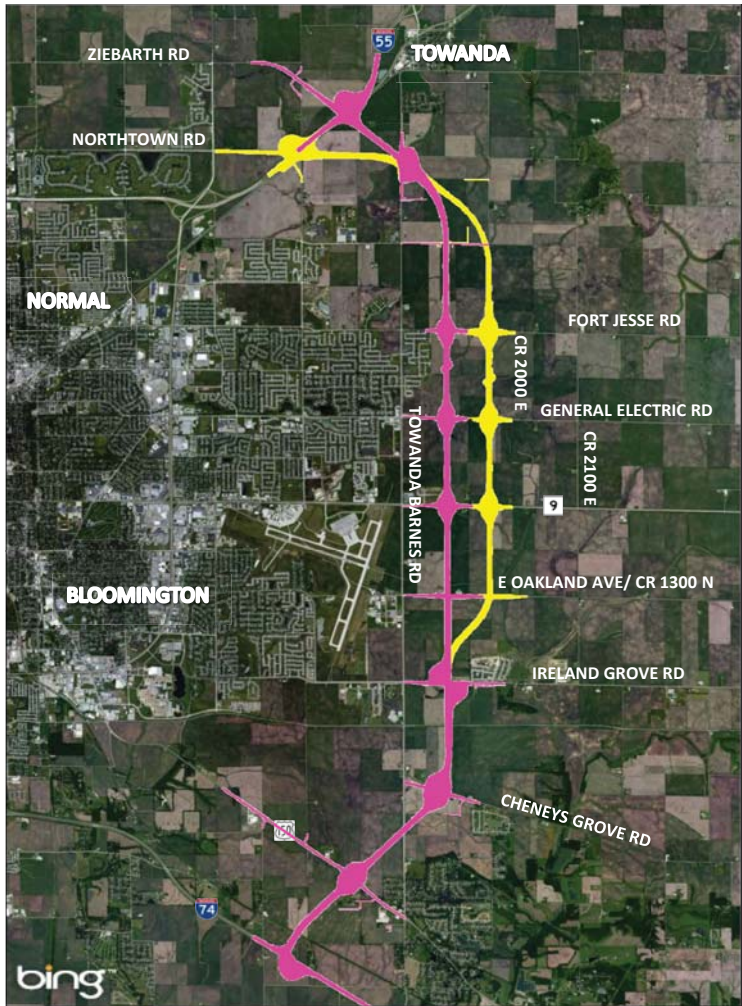 ZIEBARTH RD
55
TOWANDA
NORTHTOWN RD
NORMAL
FORT JESSE RD
CR 2000 E
GENERAL ELECTRIC RD
TOWANDA BARNES RD
CR 2100 E
9
E OAKLAND AVE/ CR 1300 N
BLOOMINGTON
IRELAND GROVE RD
CHENEYS GROVE RD
150
74
bing